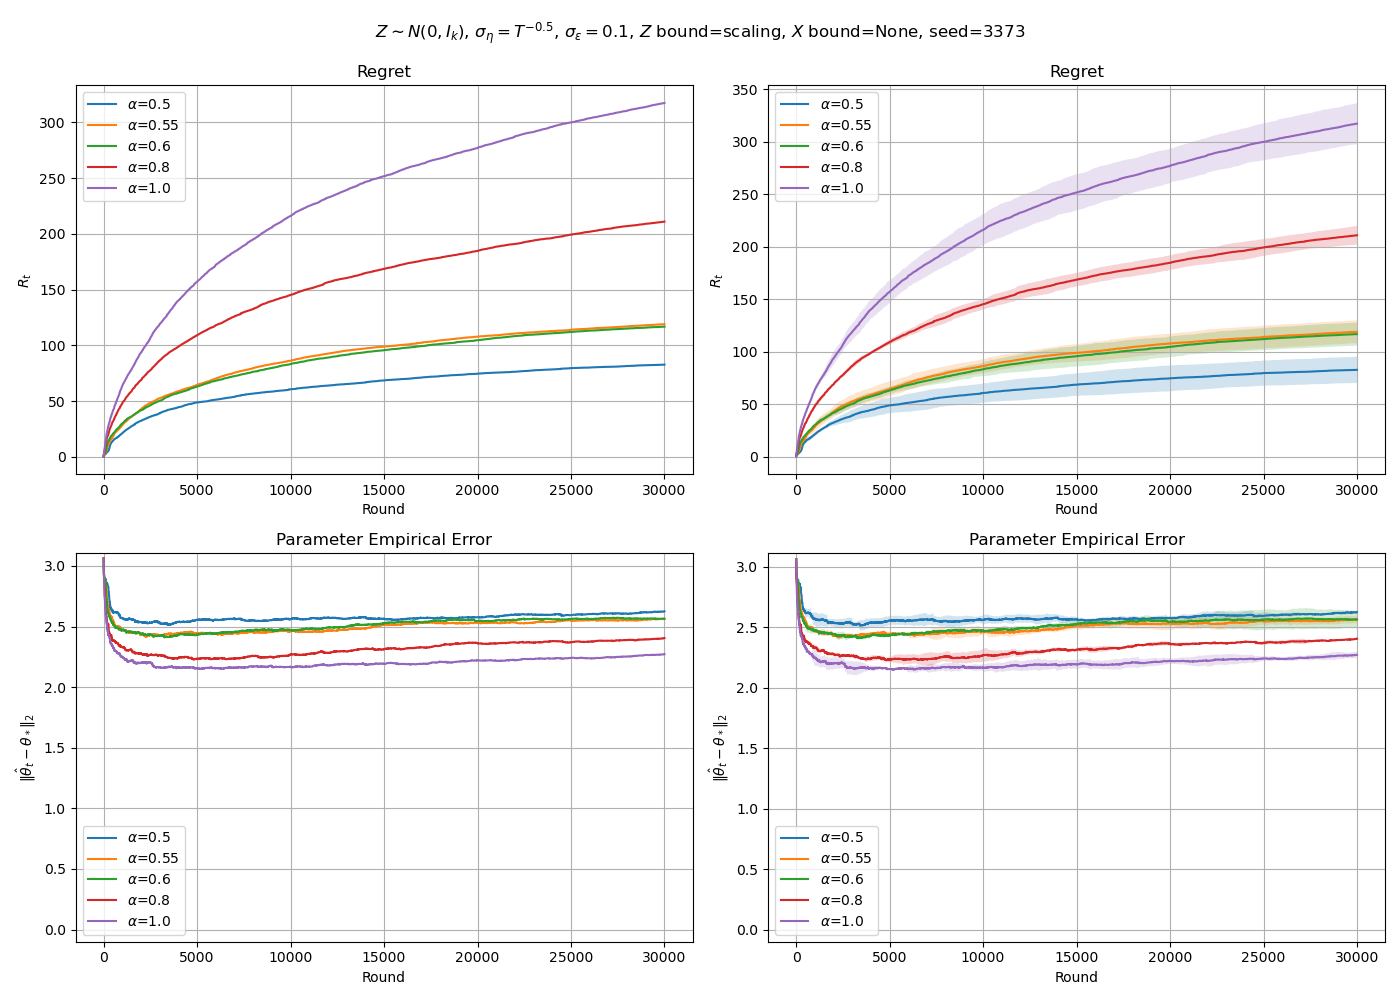 Z ∼ N(0, I_k), σ_η = T^{−0.5}, σ_ε = 0.1, Z bound=scaling, X bound=None, seed=3373
Regret
R_t
300
250
200
150
100
50
0
α=0.5
α=0.55
α=0.6
α=0.8
α=1.0
0 5000 10000 15000 20000 25000 30000
Round
Regret
R_t
350
300
250
200
150
100
50
0
α=0.5
α=0.55
α=0.6
α=0.8
α=1.0
0 5000 10000 15000 20000 25000 30000
Round
Parameter Empirical Error
‖θ̂_t − θ_*‖_2
3.0
2.5
2.0
1.5
1.0
0.5
0.0
α=0.5
α=0.55
α=0.6
α=0.8
α=1.0
0 5000 10000 15000 20000 25000 30000
Round
Parameter Empirical Error
‖θ̂_t − θ_*‖_2
3.0
2.5
2.0
1.5
1.0
0.5
0.0
α=0.5
α=0.55
α=0.6
α=0.8
α=1.0
0 5000 10000 15000 20000 25000 30000
Round